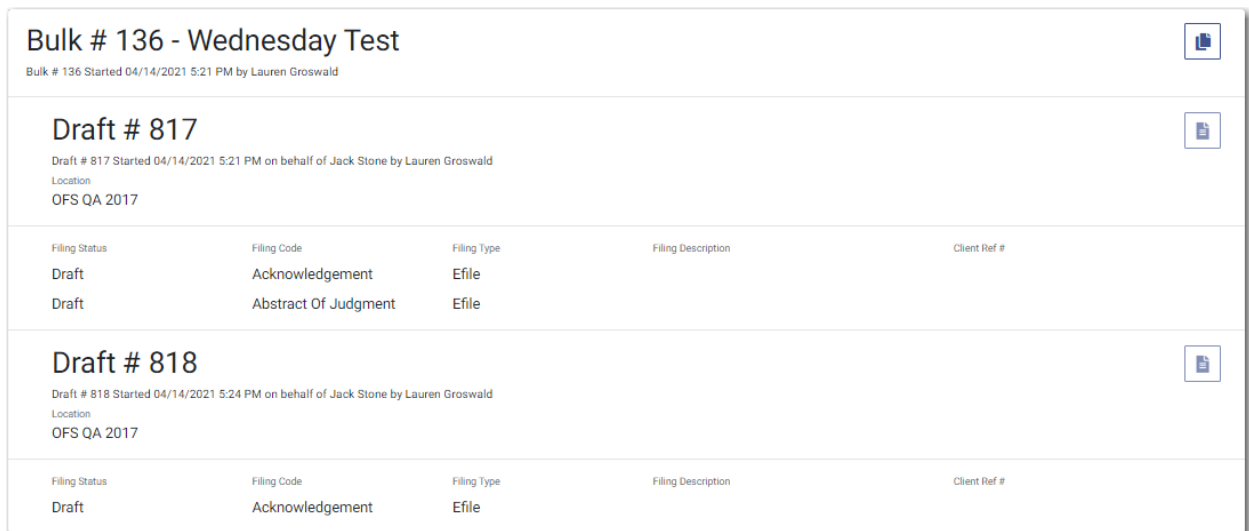 Bulk # 136 - Wednesday Test
Bulk # 136 Started 04/14/2021 5:21 PM by Lauren Groswald
Draft # 817
Draft # 817 Started 04/14/2021 5:21 PM on behalf of Jack Stone by Lauren Groswald
Location
OFS QA 2017
Filing Status Filing Code Filing Type Filing Description Client Ref #
Draft Acknowledgement Efile
Draft Abstract Of Judgment Efile
Draft # 818
Draft # 818 Started 04/14/2021 5:24 PM on behalf of Jack Stone by Lauren Groswald
Location
OFS QA 2017
Filing Status Filing Code Filing Type Filing Description Client Ref #
Draft Acknowledgement Efile